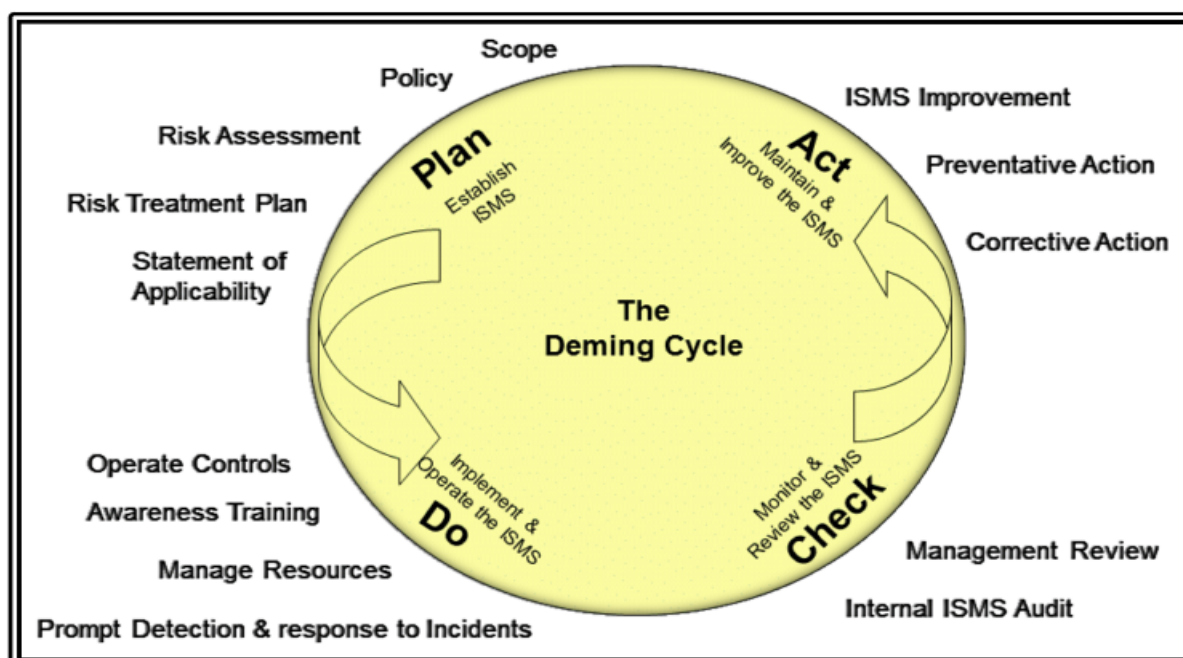 Scope
Policy
Risk Assessment
Risk Treatment Plan
Statement of
Applicability
Plan
Establish
ISMS
ISMS Improvement
Preventative Action
Corrective Action
Act
Maintain &
Improve the ISMS
The
Deming Cycle
Operate Controls
Awareness Training
Manage Resources
Prompt Detection & response to Incidents
Implement &
Operate the ISMS
Do
Monitor &
Review the ISMS
Check
Management Review
Internal ISMS Audit